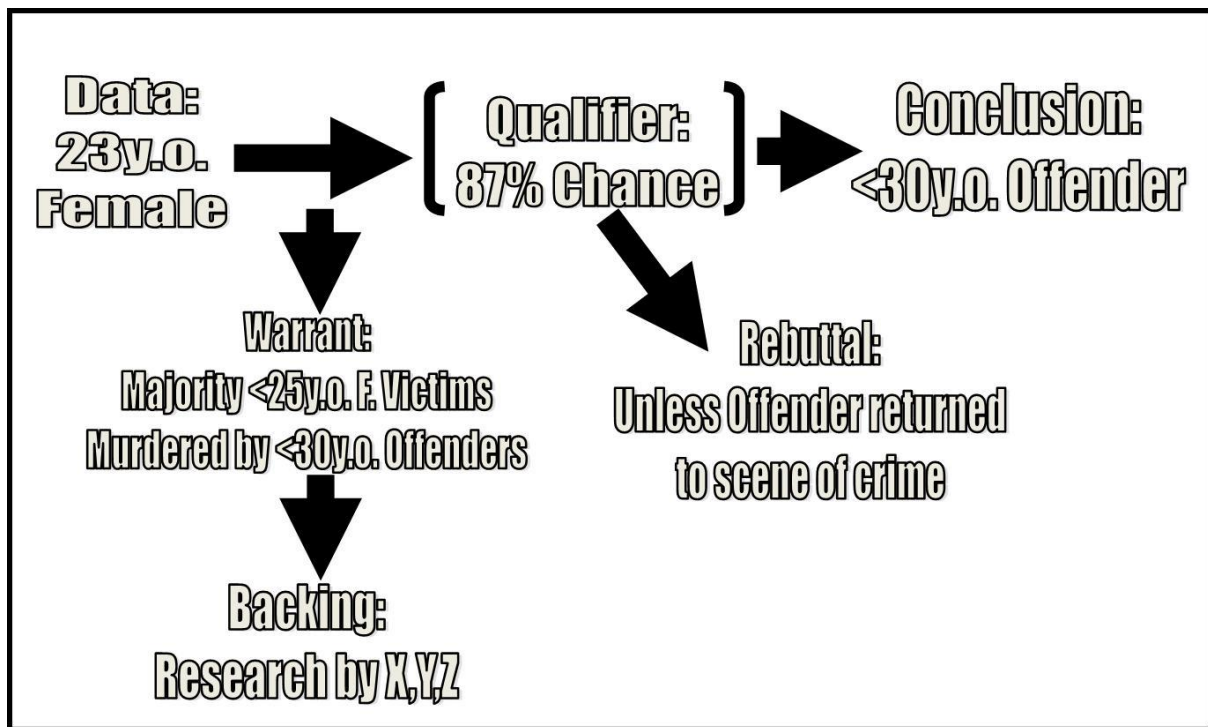 Data:
23y.o.
Female
Qualifier:
87% Chance
Conclusion:
<30y.o. Offender
Warrant:
Majority <25y.o. F. Victims
Murdered by <30y.o. Offenders
Rebuttal:
Unless Offender returned
to scene of crime
Backing:
Research by X,Y,Z